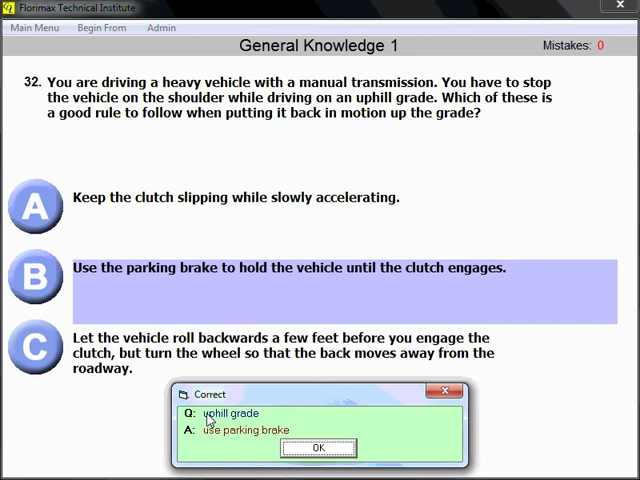 Florimax Technical Institute
Main Menu Begin From Admin
General Knowledge 1 Mistakes: 0
32. You are driving a heavy vehicle with a manual transmission. You have to stop
the vehicle on the shoulder while driving on an uphill grade. Which of these is
a good rule to follow when putting it back in motion up the grade?
A Keep the clutch slipping while slowly accelerating.
B Use the parking brake to hold the vehicle until the clutch engages.
C Let the vehicle roll backwards a few feet before you engage the
clutch, but turn the wheel so that the back moves away from the
roadway.
Correct
Q: uphill grade
A: use parking brake
OK